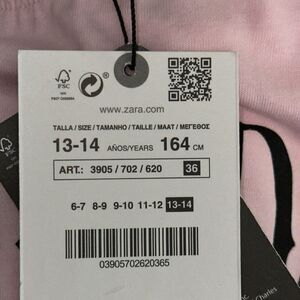 FSC
www.zara.com
TALLA / SIZE / TAMANHO / TAILLE / MAAT / ΜΕΓΕΘΟΣ
13-14 AÑOS/YEARS 164 CM
ART.: 3905 / 702 / 620 36
6-7 8-9 9-10 11-12 13-14
03905702620365
Charles